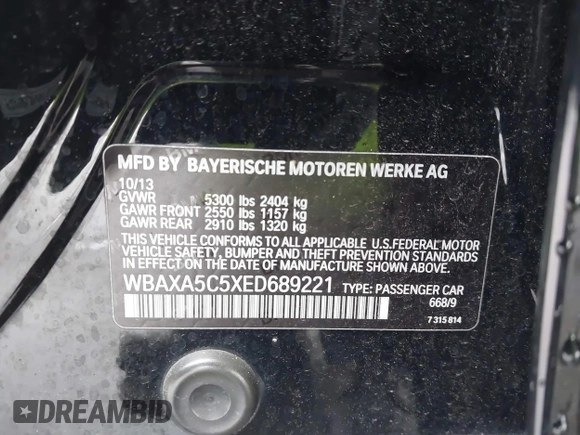 MFD BY BAYERISCHE MOTOREN WERKE AG
10/13
GVWR 5300 lbs 2404 kg
GAWR FRONT 2550 lbs 1157 kg
GAWR REAR 2910 lbs 1320 kg
THIS VEHICLE CONFORMS TO ALL APPLICABLE U.S.FEDERAL MOTOR
VEHICLE SAFETY, BUMPER AND THEFT PREVENTION STANDARDS
IN EFFECT ON THE DATE OF MANUFACTURE SHOWN ABOVE.
WBAXA5C5XED689221 TYPE: PASSENGER CAR
668/9
7 315 814
DREAMBID